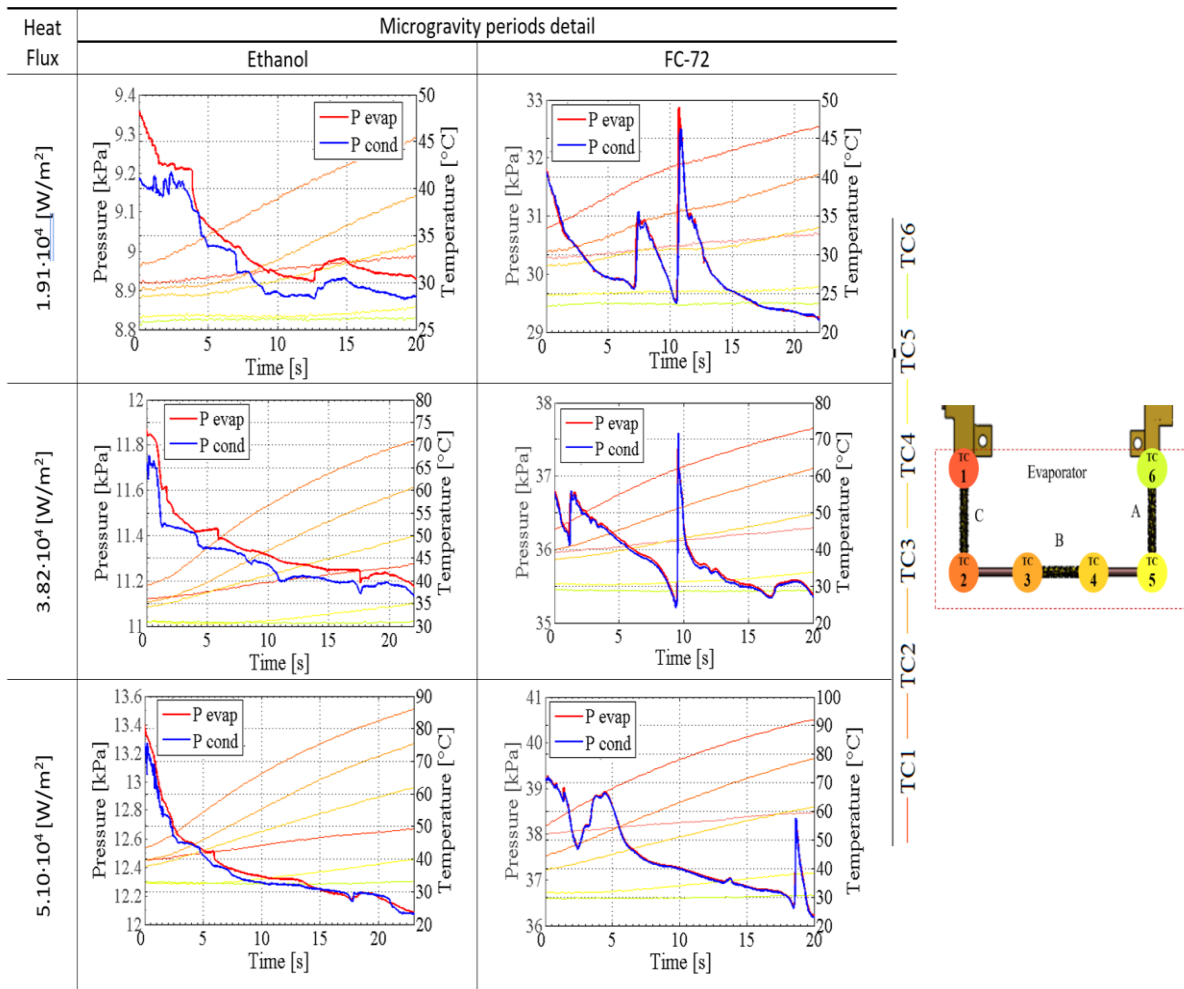 Heat Flux
Microgravity periods detail
Ethanol
FC-72
1.91·10⁴ [W/m²]
Pressure [kPa]
9.4
9.3
9.2
9.1
9
8.9
8.8
P evap
P cond
50
45
40
35
30
25
Temperature [°C]
0 5 10 15 20
Time [s]
Pressure [kPa]
33
32
31
30
29
P evap
P cond
50
45
40
35
30
25
20
Temperature [°C]
0 5 10 15 20
Time [s]
3.82·10⁴ [W/m²]
Pressure [kPa]
12
11.8
11.6
11.4
11.2
11
P evap
P cond
80
75
70
65
60
55
50
45
40
35
30
Temperature [°C]
0 5 10 15 20
Time [s]
Pressure [kPa]
38
37
36
35
P evap
P cond
80
70
60
50
40
30
20
Temperature [°C]
0 5 10 15 20
Time [s]
5.10·10⁴ [W/m²]
Pressure [kPa]
13.6
13.4
13.2
13
12.8
12.6
12.4
12.2
12
P evap
P cond
90
80
70
60
50
40
30
20
Temperature [°C]
0 5 10 15 20
Time [s]
Pressure [kPa]
41
40
39
38
37
36
P evap
P cond
100
90
80
70
60
50
40
30
20
Temperature [°C]
0 5 10 15 20
Time [s]
TC1 TC2 TC3 TC4 TC5 TC6
TC 1
Evaporator
TC 6
C
A
B
TC 2
TC 3
TC 4
TC 5